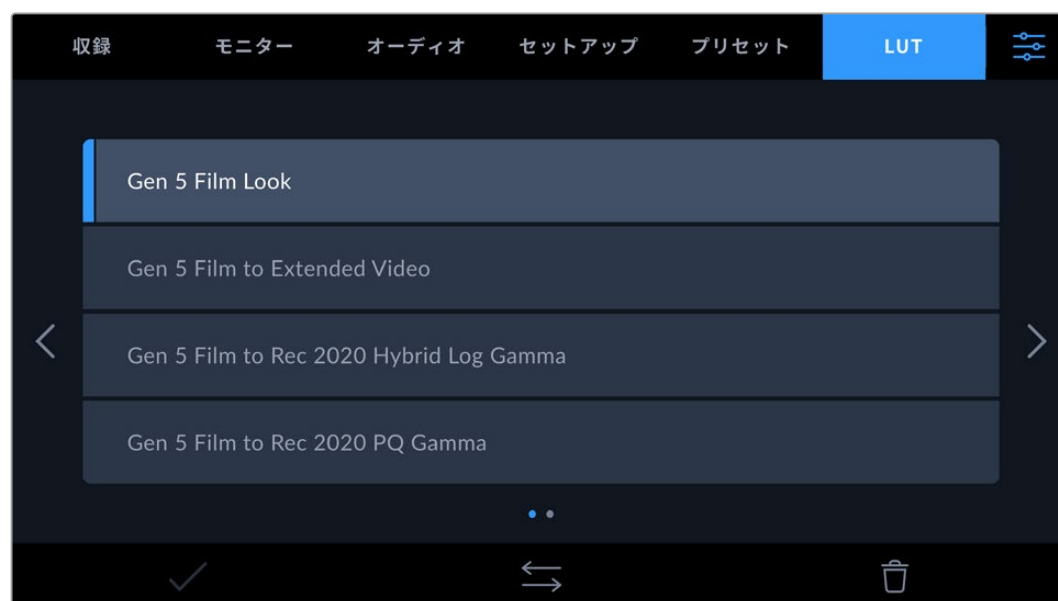 収録 モニター オーディオ セットアップ プリセット LUT
Gen 5 Film Look
Gen 5 Film to Extended Video
Gen 5 Film to Rec 2020 Hybrid Log Gamma
Gen 5 Film to Rec 2020 PQ Gamma